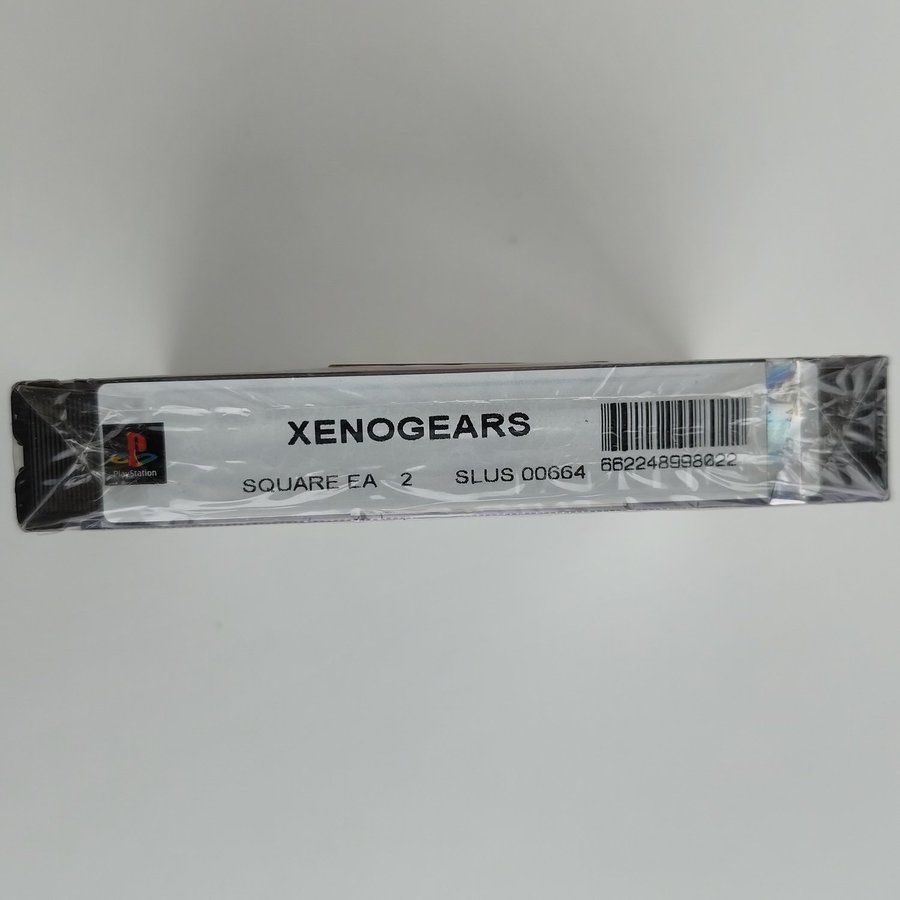 XENOGEARS
PlayStation
SQUARE EA 2 SLUS 00664
662248998022